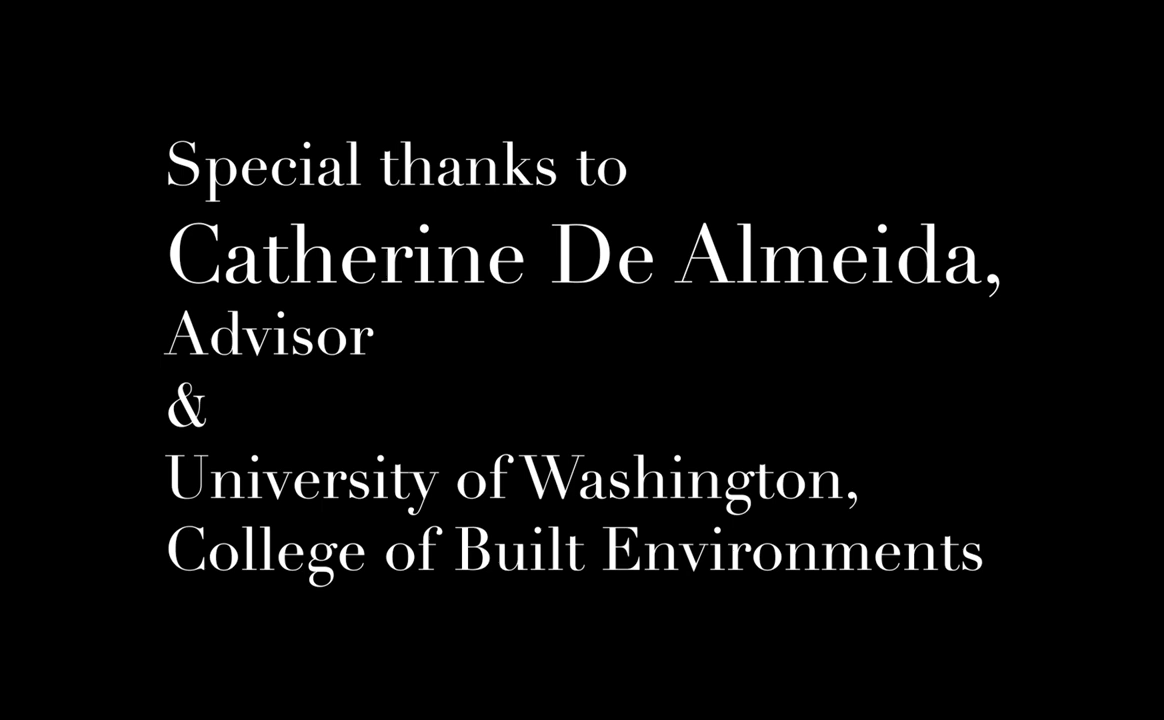 Special thanks to
Catherine De Almeida,
Advisor
&
University of Washington,
College of Built Environments